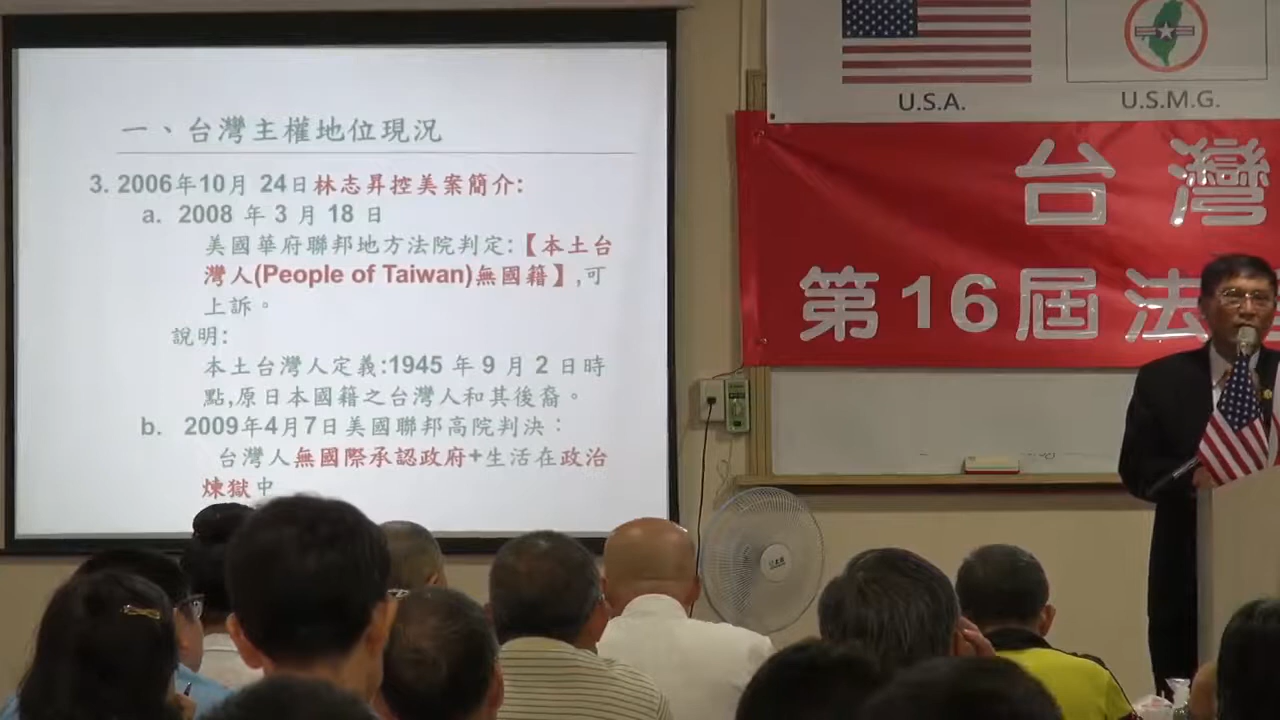 一、台灣主權地位現況
3. 2006年10月 24日林志昇控美案簡介:
a. 2008 年 3 月 18 日
美國華府聯邦地方法院判定:【本土台
灣人(People of Taiwan)無國籍】,可
上訴。
說明:
本土台灣人定義:1945 年 9 月 2 日時
點,原日本國籍之台灣人和其後裔。
b. 2009年4月7日美國聯邦高院判決：
台灣人無國際承認政府+生活在政治
煉獄中
U.S.A.
U.S.M.G.
台灣
第16屆法